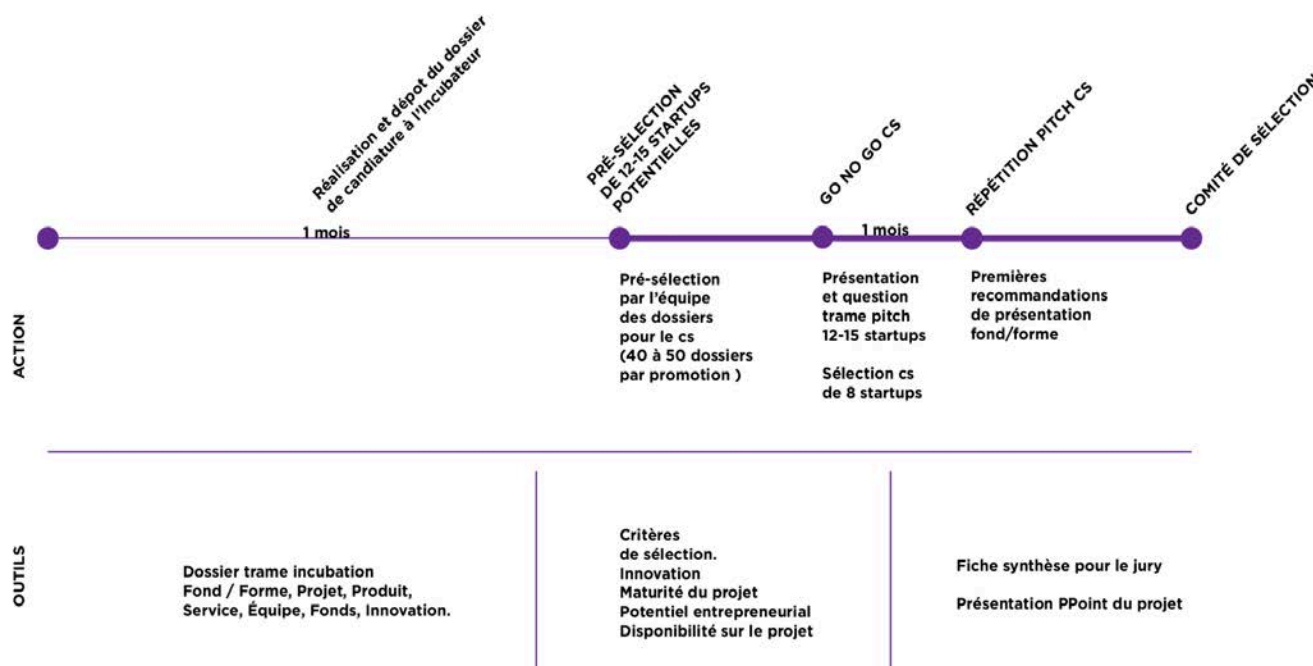 Réalisation et dépot du dossier
de candiature à l'Incubateur
PRÉ-SÉLECTION
DE 12-15 STARTUPS
POTENTIELLES
GO NO GO CS
RÉPÉTITION PITCH CS
COMITÉ DE SÉLECTION
1 mois
1 mois
ACTION
Pré-sélection
par l'équipe
des dossiers
pour le cs
(40 à 50 dossiers
par promotion )
Présentation
et question
trame pitch
12-15 startups
Sélection cs
de 8 startups
Premières
recommandations
de présentation
fond/forme
OUTILS
Dossier trame incubation
Fond / Forme, Projet, Produit,
Service, Équipe, Fonds, Innovation.
Critères
de sélection.
Innovation
Maturité du projet
Potentiel entrepreneurial
Disponibilité sur le projet
Fiche synthèse pour le jury
Présentation PPoint du projet